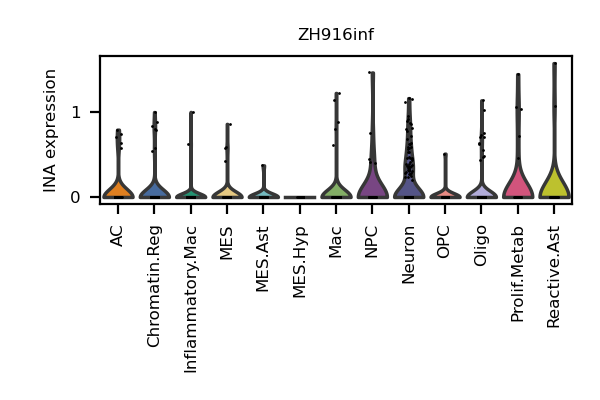 ZH916inf
INA expression
1
0
AC
Chromatin.Reg
Inflammatory.Mac
MES
MES.Ast
MES.Hyp
Mac
NPC
Neuron
OPC
Oligo
Prolif.Metab
Reactive.Ast